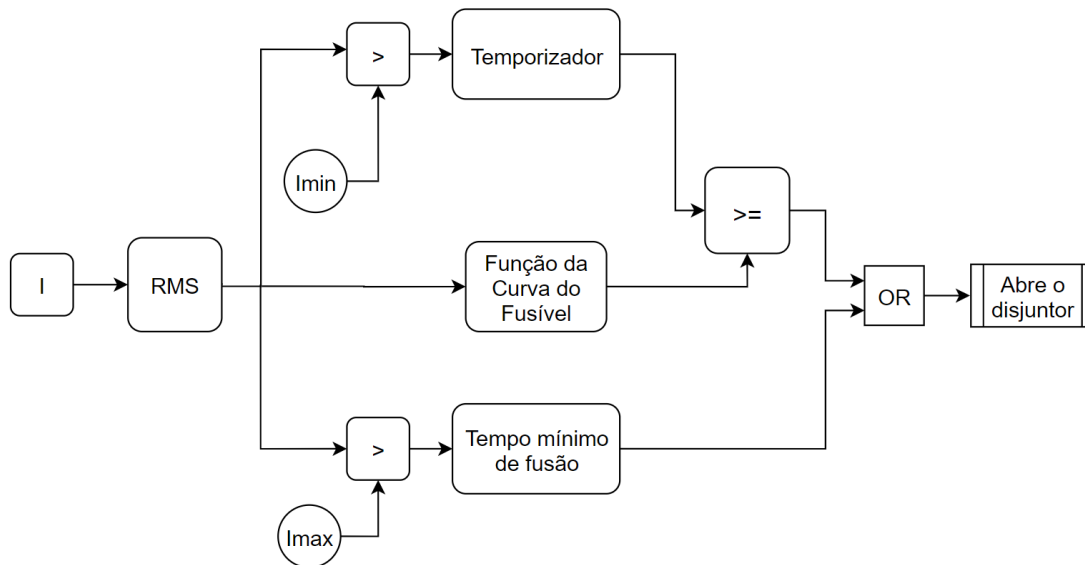 >
Temporizador
Imin
>=
I
RMS
Função da
Curva do
Fusível
OR
Abre o
disjuntor
>
Tempo mínimo
de fusão
Imax